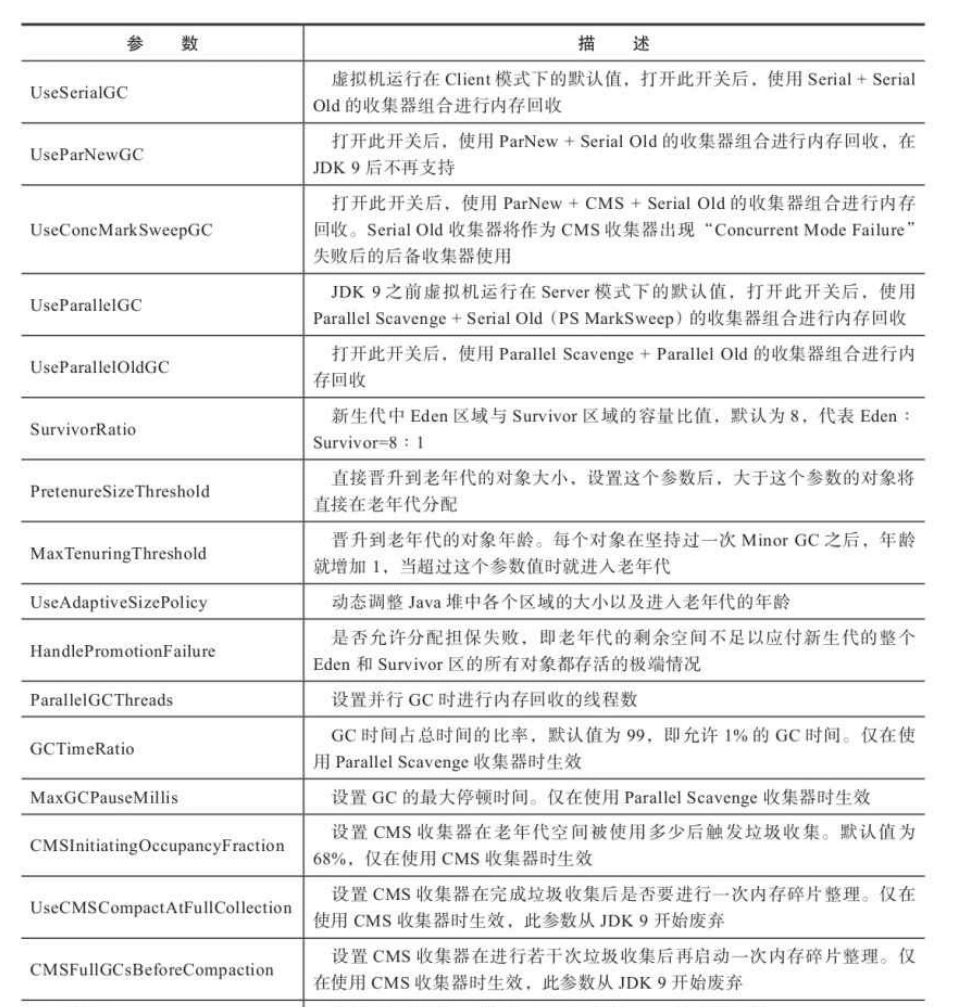 参 数 描 述
UseSerialGC
虚拟机运行在 Client 模式下的默认值，打开此开关后，使用 Serial + Serial
Old 的收集器组合进行内存回收
UseParNewGC
打开此开关后，使用 ParNew + Serial Old 的收集器组合进行内存回收，在
JDK 9 后不再支持
UseConcMarkSweepGC
打开此开关后，使用 ParNew + CMS + Serial Old 的收集器组合进行内存
回收。Serial Old 收集器将作为 CMS 收集器出现“Concurrent Mode Failure”
失败后的后备收集器使用
UseParallelGC
JDK 9 之前虚拟机运行在 Server 模式下的默认值，打开此开关后，使用
Parallel Scavenge + Serial Old（PS MarkSweep）的收集器组合进行内存回收
UseParallelOldGC
打开此开关后，使用 Parallel Scavenge + Parallel Old 的收集器组合进行内
存回收
SurvivorRatio
新生代中 Eden 区域与 Survivor 区域的容量比值，默认为 8，代表 Eden：
Survivor=8：1
PretenureSizeThreshold
直接晋升到老年代的对象大小，设置这个参数后，大于这个参数的对象将
直接在老年代分配
MaxTenuringThreshold
晋升到老年代的对象年龄。每个对象在坚持过一次 Minor GC 之后，年龄
就增加 1，当超过这个参数值时就进入老年代
UseAdaptiveSizePolicy
动态调整 Java 堆中各个区域的大小以及进入老年代的年龄
HandlePromotionFailure
是否允许分配担保失败，即老年代的剩余空间不足以应付新生代的整个
Eden 和 Survivor 区的所有对象都存活的极端情况
ParallelGCThreads
设置并行 GC 时进行内存回收的线程数
GCTimeRatio
GC 时间占总时间的比率，默认值为 99，即允许 1% 的 GC 时间。仅在使
用 Parallel Scavenge 收集器时生效
MaxGCPauseMillis
设置 GC 的最大停顿时间。仅在使用 Parallel Scavenge 收集器时生效
CMSInitiatingOccupancyFraction
设置 CMS 收集器在老年代空间被使用多少后触发垃圾收集。默认值为
68%，仅在使用 CMS 收集器时生效
UseCMSCompactAtFullCollection
设置 CMS 收集器在完成垃圾收集后是否要进行一次内存碎片整理。仅在
使用 CMS 收集器时生效，此参数从 JDK 9 开始废弃
CMSFullGCsBeforeCompaction
设置 CMS 收集器在进行若干次垃圾收集后再启动一次内存碎片整理。仅
在使用 CMS 收集器时生效，此参数从 JDK 9 开始废弃